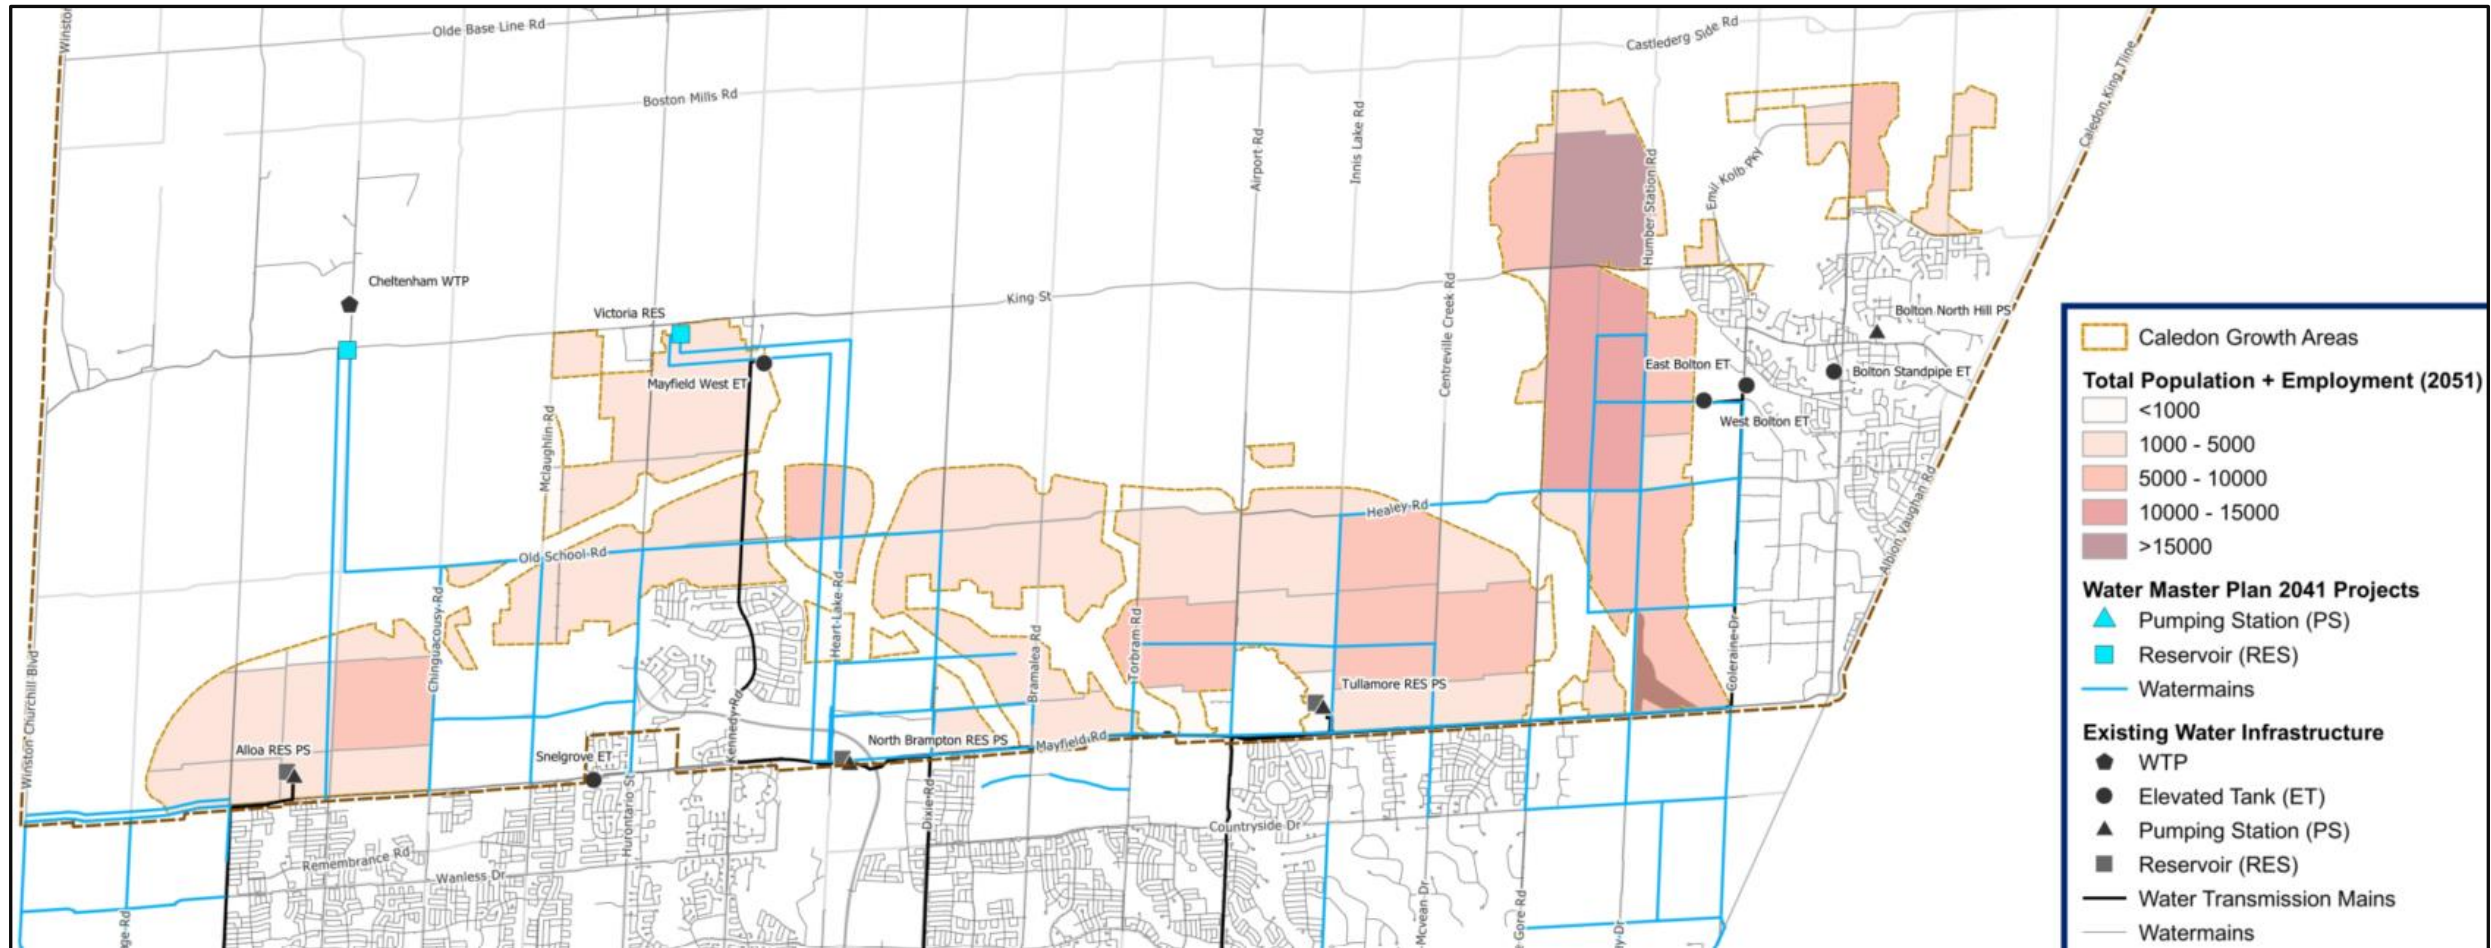 Winston
Olde Base Line Rd
Castlederg Side Rd
Boston Mills Rd
Caledon King Tline
Airport Rd
Innis Lake Rd
Humber Station Rd
Emil Kolb Pky
Cheltenham WTP
Victoria RES
King St
Centreville Creek Rd
Bolton North Hill PS
Mayfield West ET
East Bolton ET
Bolton Standpipe ET
West Bolton ET
Mclaughlin Rd
Healey Rd
Albion Vaughan Rd
Old School Rd
Chinguacousy Rd
Heart Lake Rd
Bramalea Rd
Torbram Rd
Coleraine Dr
Winston Churchill Blvd
Tullamore RES PS
Kennedy Rd
Alloa RES PS
Snelgrove ET
North Brampton RES PS
Mayfield Rd
Hurontario St
Dixie Rd
Countryside Dr
Remembrance Rd
Wanless Dr
ge Rd
Mcvean Dr
e Gore Rd
y Dr
Caledon Growth Areas
Total Population + Employment (2051)
<1000
1000 - 5000
5000 - 10000
10000 - 15000
>15000
Water Master Plan 2041 Projects
Pumping Station (PS)
Reservoir (RES)
Watermains
Existing Water Infrastructure
WTP
Elevated Tank (ET)
Pumping Station (PS)
Reservoir (RES)
Water Transmission Mains
Watermains